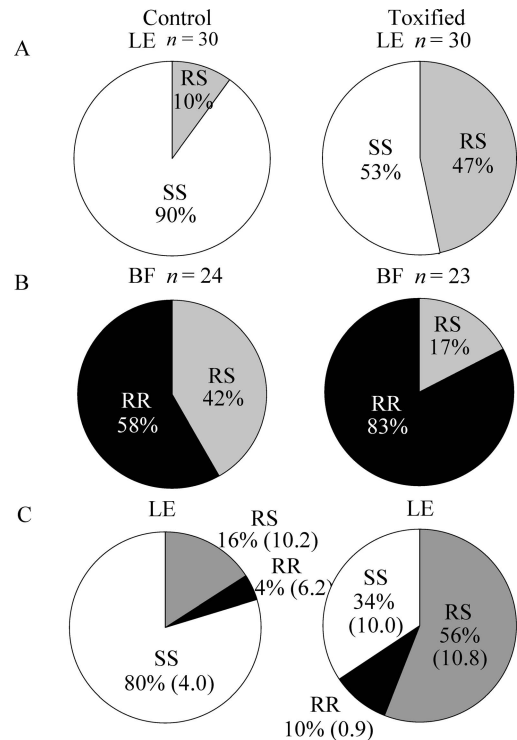 Control
Toxified
A
LE n = 30
LE n = 30
RS
10%
SS
90%
SS
53%
RS
47%
B
BF n = 24
BF n = 23
RR
58%
RS
42%
RS
17%
RR
83%
C
LE
LE
RS
16% (10.2)
RR
4% (6.2)
SS
80% (4.0)
SS
34%
(10.0)
RS
56%
(10.8)
RR
10% (0.9)